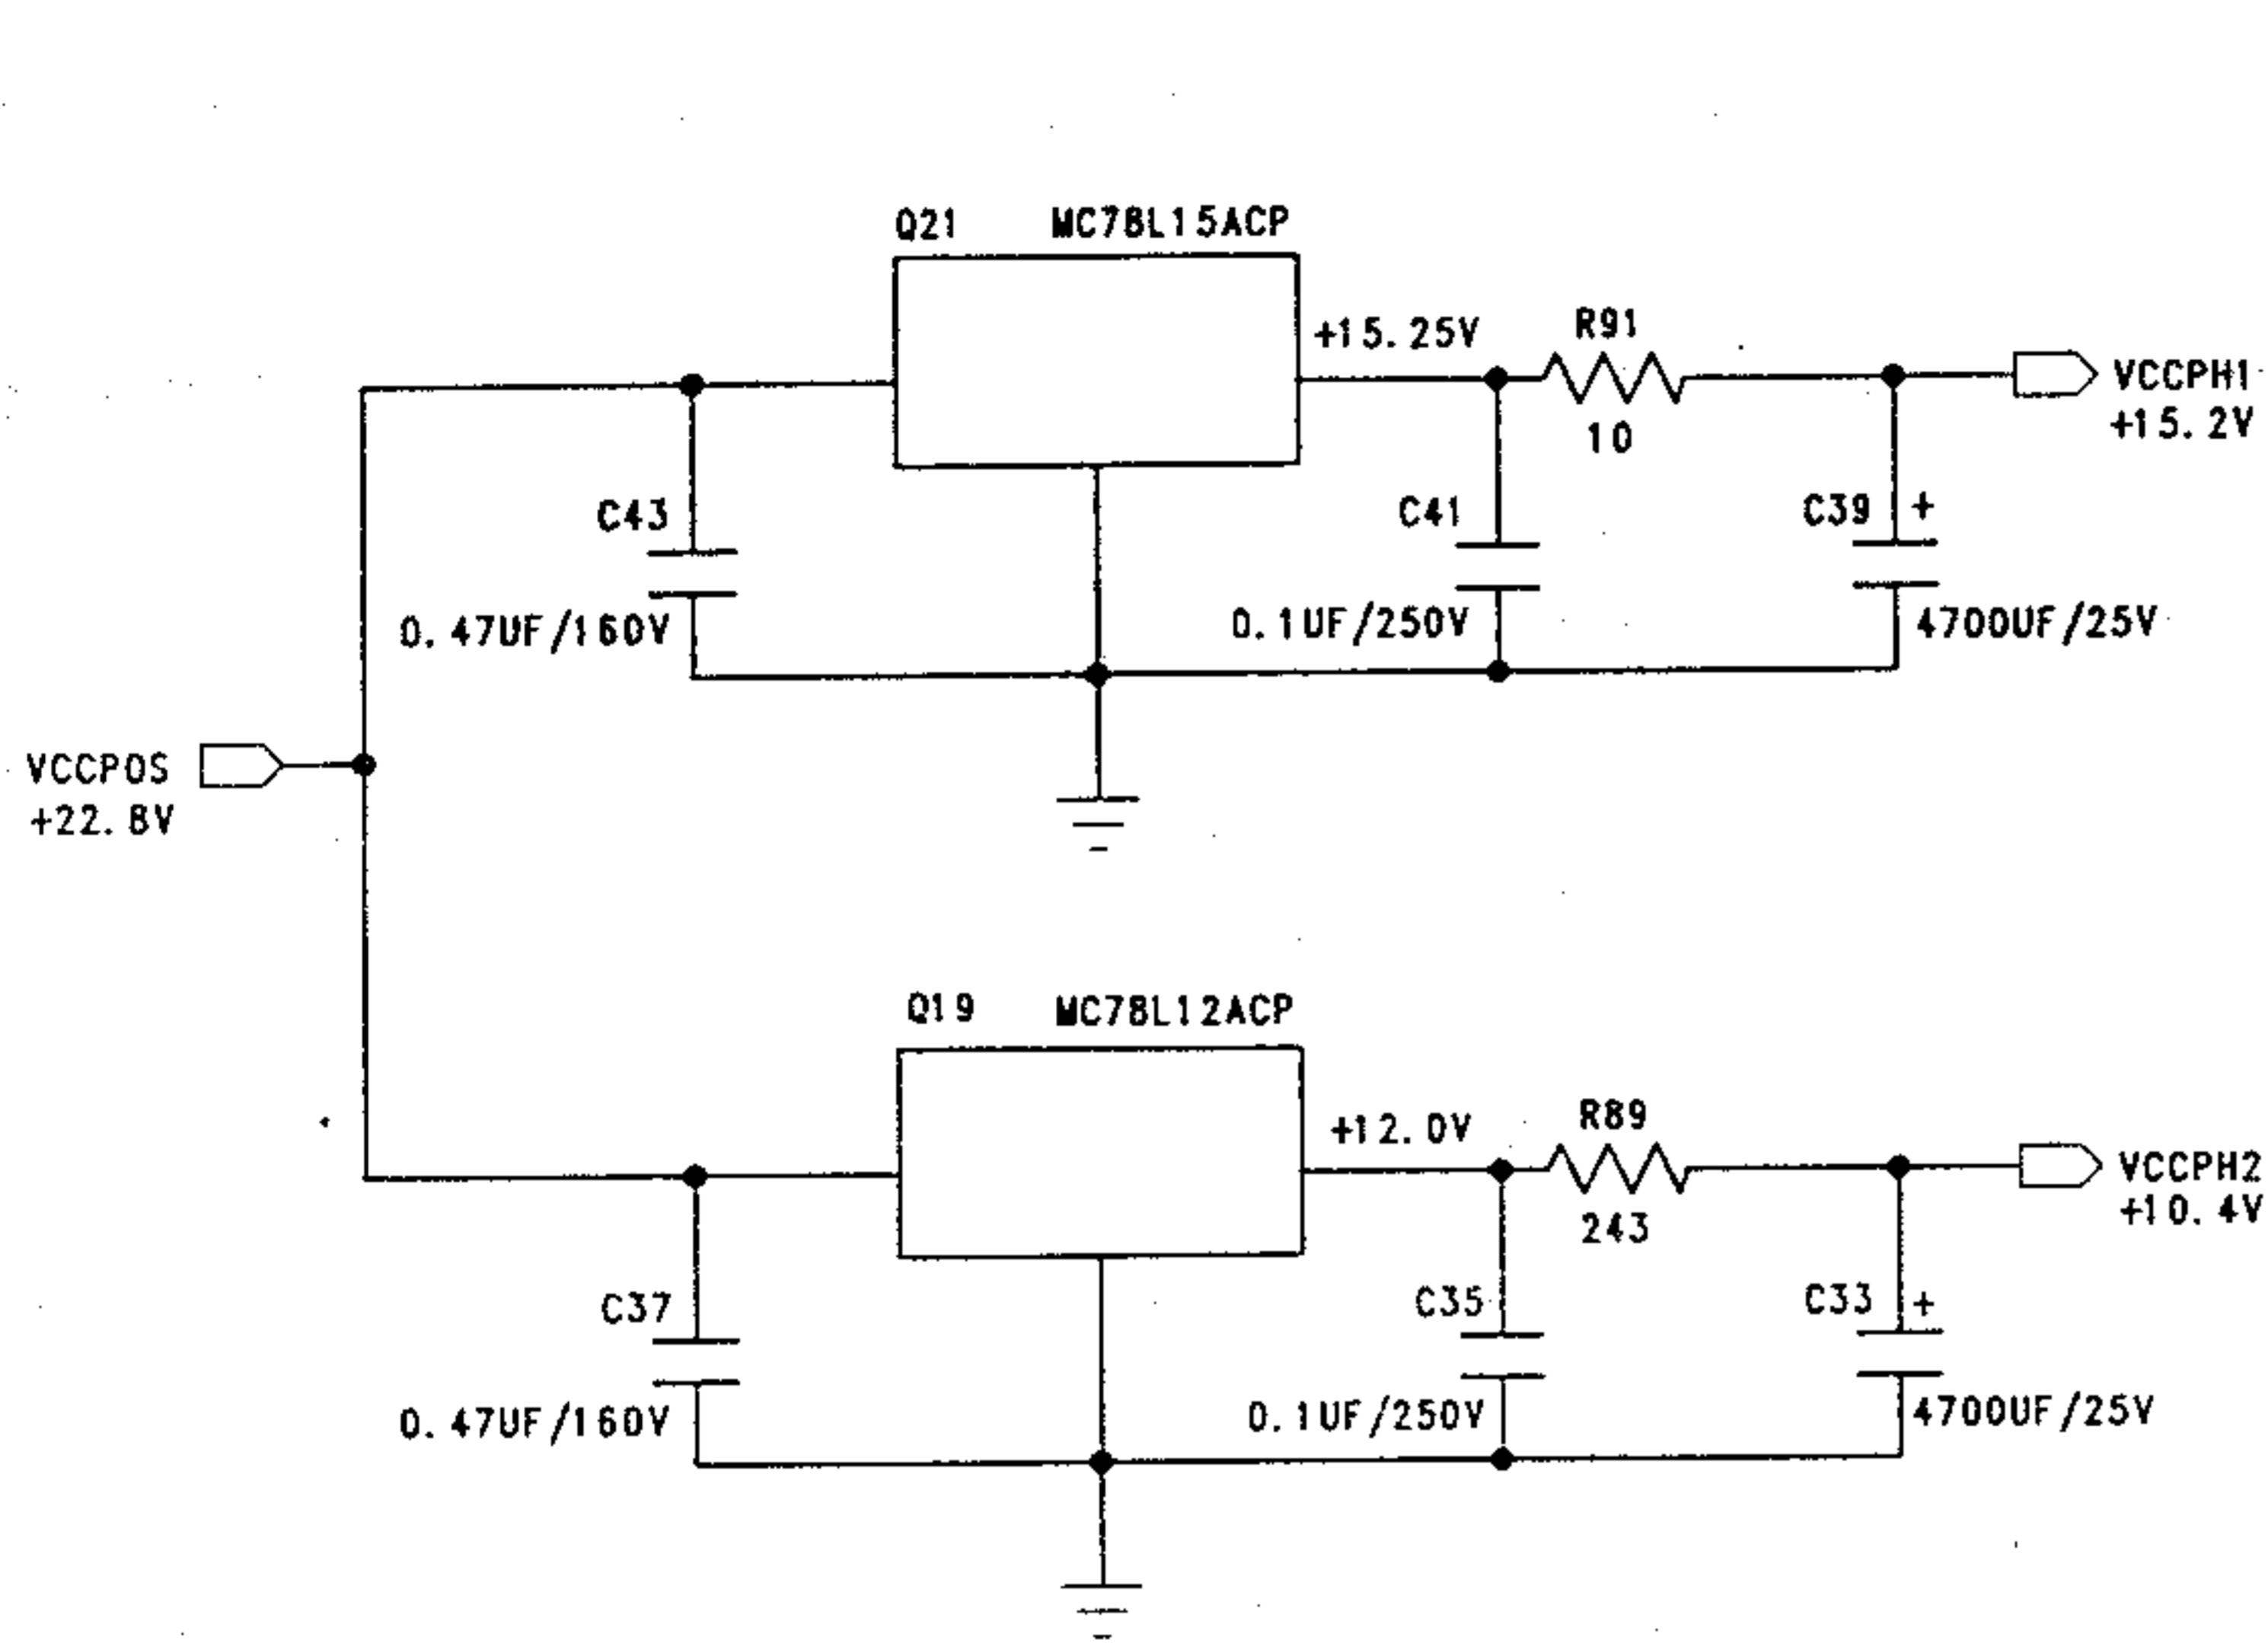 Q21 MC78L15ACP
+15.25V
R91
10
VCCPH1
+15.2V
C43
0.47UF/160V
C41
0.1UF/250V
C39 +
4700UF/25V
VCCPOS
+22.8V
Q19 MC78L12ACP
+12.0V
R89
243
VCCPH2
+10.4V
C37
0.47UF/160V
C35
0.1UF/250V
C33 +
4700UF/25V